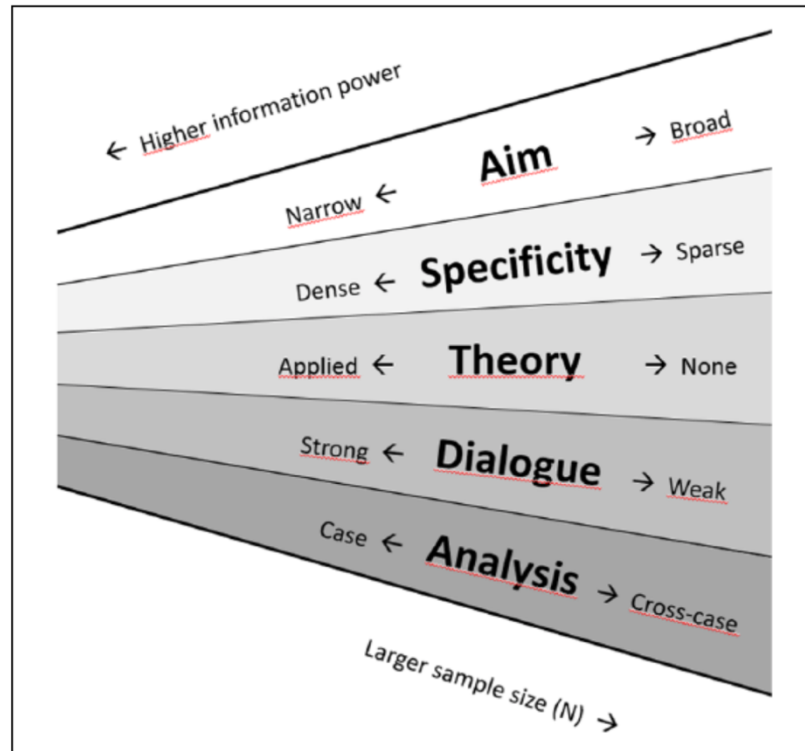 ← Higher information power
Narrow ← Aim → Broad
Dense ← Specificity → Sparse
Applied ← Theory → None
Strong ← Dialogue → Weak
Case ← Analysis → Cross-case
Larger sample size (N) →